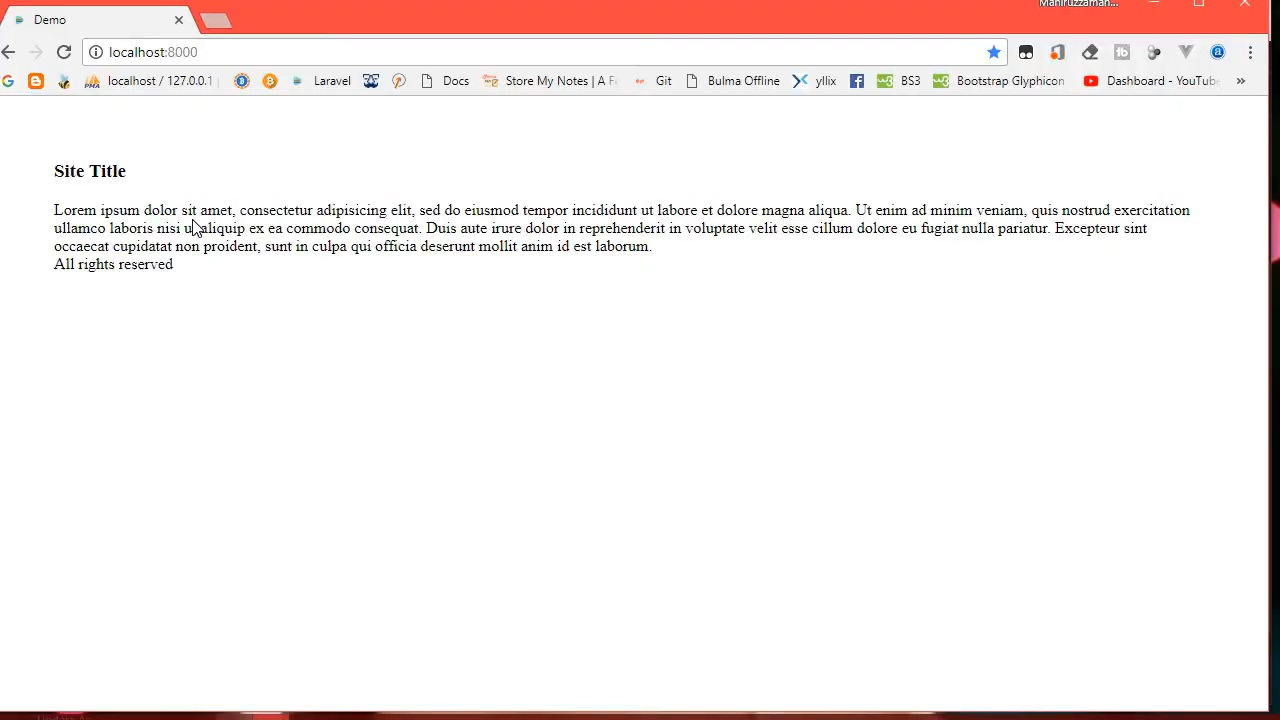 Mahiruzzaman...
Demo
localhost:8000
localhost / 127.0.0.1 Laravel Docs Store My Notes | A Git Bulma Offline yllix BS3 Bootstrap Glyphicon Dashboard - YouTube »
Site Title
Lorem ipsum dolor sit amet, consectetur adipisicing elit, sed do eiusmod tempor incididunt ut labore et dolore magna aliqua. Ut enim ad minim veniam, quis nostrud exercitation
ullamco laboris nisi ut aliquip ex ea commodo consequat. Duis aute irure dolor in reprehenderit in voluptate velit esse cillum dolore eu fugiat nulla pariatur. Excepteur sint
occaecat cupidatat non proident, sunt in culpa qui officia deserunt mollit anim id est laborum.
All rights reserved